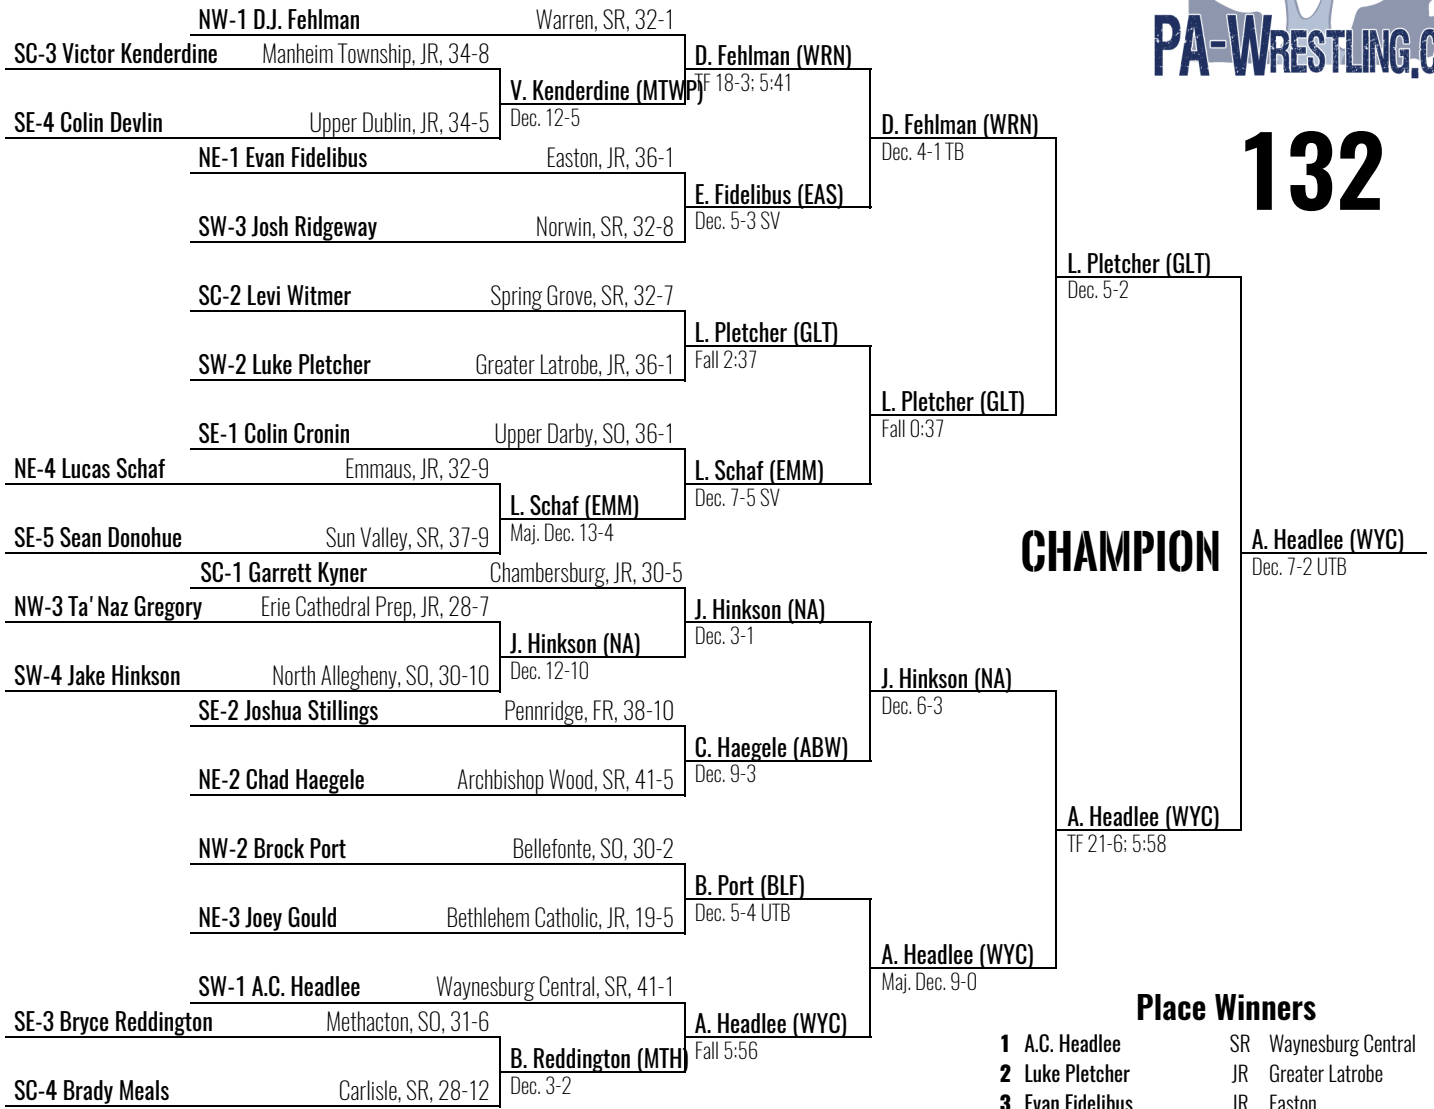 NW-1 D.J. Fehlman Warren, SR, 32-1
SC-3 Victor Kenderdine Manheim Township, JR, 34-8
D. Fehlman (WRN)
TF 18-3; 5:41
V. Kenderdine (MTWP)
Dec. 12-5
SE-4 Colin Devlin Upper Dublin, JR, 34-5
D. Fehlman (WRN)
Dec. 4-1 TB
NE-1 Evan Fidelibus Easton, JR, 36-1
E. Fidelibus (EAS)
Dec. 5-3 SV
SW-3 Josh Ridgeway Norwin, SR, 32-8
L. Pletcher (GLT)
Dec. 5-2
SC-2 Levi Witmer Spring Grove, SR, 32-7
L. Pletcher (GLT)
Fall 2:37
SW-2 Luke Pletcher Greater Latrobe, JR, 36-1
L. Pletcher (GLT)
Fall 0:37
SE-1 Colin Cronin Upper Darby, SO, 36-1
NE-4 Lucas Schaf Emmaus, JR, 32-9
L. Schaf (EMM)
Dec. 7-5 SV
L. Schaf (EMM)
Maj. Dec. 13-4
SE-5 Sean Donohue Sun Valley, SR, 37-9
CHAMPION
A. Headlee (WYC)
Dec. 7-2 UTB
SC-1 Garrett Kyner Chambersburg, JR, 30-5
NW-3 Ta'Naz Gregory Erie Cathedral Prep, JR, 28-7
J. Hinkson (NA)
Dec. 3-1
J. Hinkson (NA)
Dec. 12-10
SW-4 Jake Hinkson North Allegheny, SO, 30-10
J. Hinkson (NA)
Dec. 6-3
SE-2 Joshua Stillings Pennridge, FR, 38-10
C. Haegele (ABW)
Dec. 9-3
NE-2 Chad Haegele Archbishop Wood, SR, 41-5
A. Headlee (WYC)
TF 21-6; 5:58
NW-2 Brock Port Bellefonte, SO, 30-2
B. Port (BLF)
Dec. 5-4 UTB
NE-3 Joey Gould Bethlehem Catholic, JR, 19-5
A. Headlee (WYC)
Maj. Dec. 9-0
SW-1 A.C. Headlee Waynesburg Central, SR, 41-1
SE-3 Bryce Reddington Methacton, SO, 31-6
A. Headlee (WYC)
Fall 5:56
B. Reddington (MTH)
Dec. 3-2
SC-4 Brady Meals Carlisle, SR, 28-12
PA-WRESTLING.C
132
Place Winners
1 A.C. Headlee SR Waynesburg Central
2 Luke Pletcher JR Greater Latrobe
3 Evan Fidelibus JR Easton